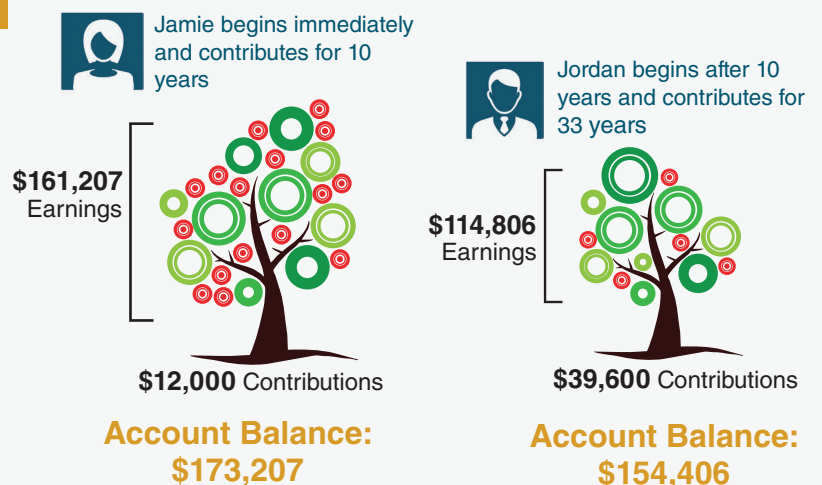 Jamie begins immediately
and contributes for 10
years
$161,207
Earnings
$12,000 Contributions
Account Balance:
$173,207
Jordan begins after 10
years and contributes for
33 years
$114,806
Earnings
$39,600 Contributions
Account Balance:
$154,406